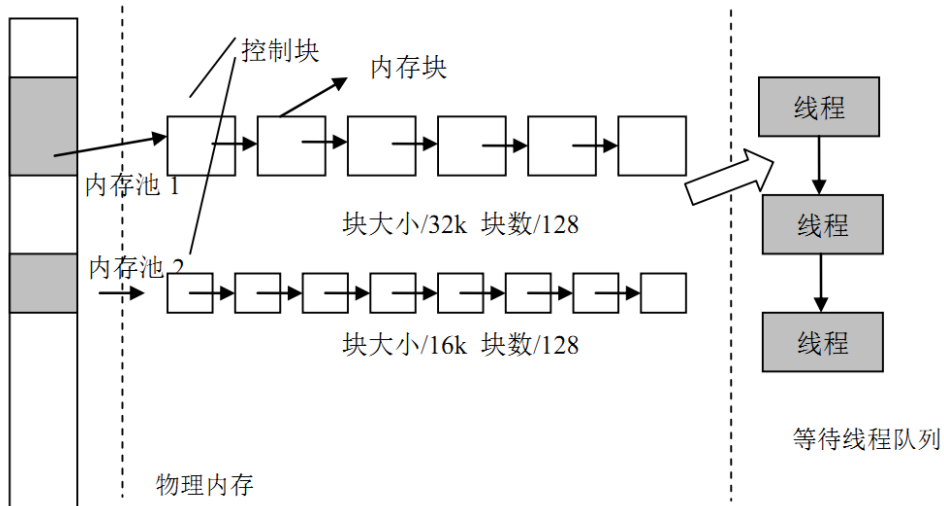 控制块
内存块
线程
内存池 1
块大小/32k 块数/128
线程
内存池 2
块大小/16k 块数/128
线程
等待线程队列
物理内存